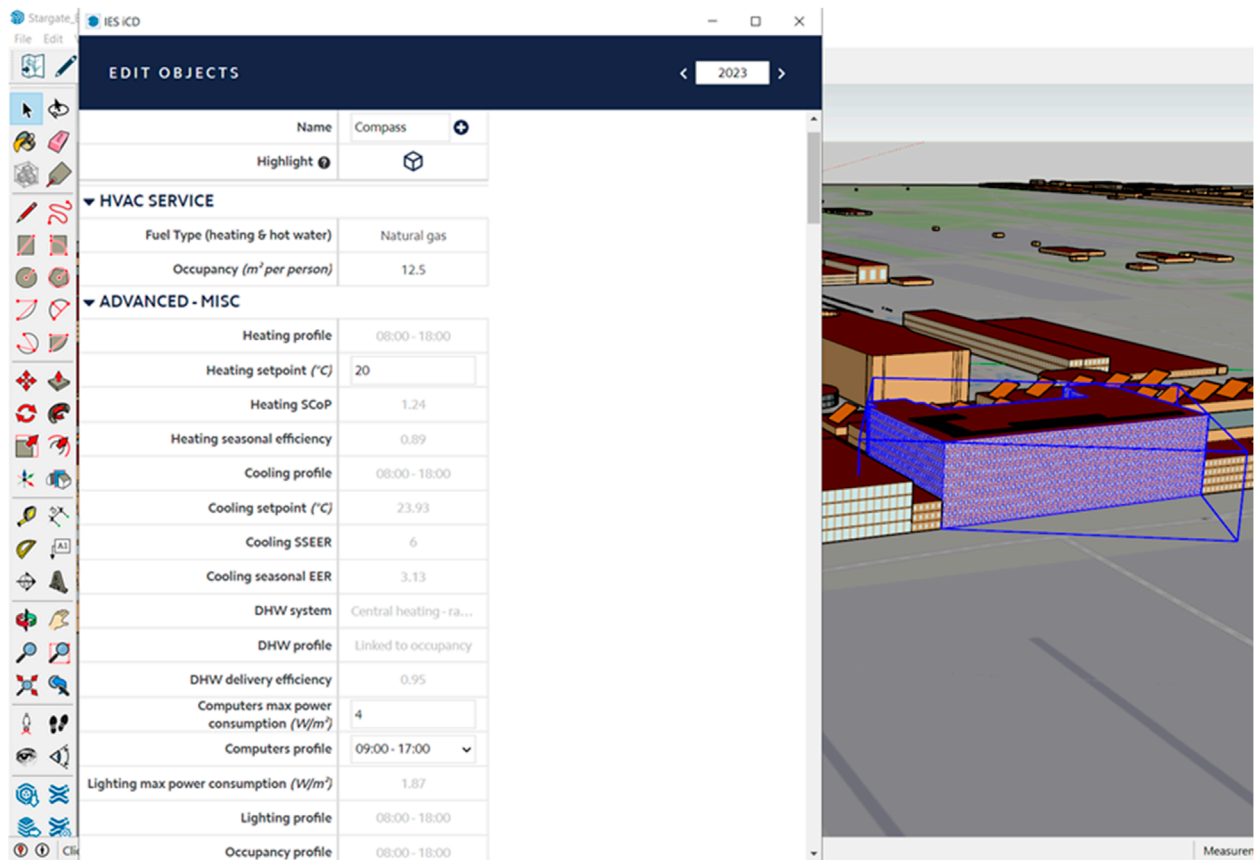 Stargate_
IES iCD
File Edit
EDIT OBJECTS
2023
Name Compass
Highlight
HVAC SERVICE
Fuel Type (heating & hot water) Natural gas
Occupancy (m² per person) 12.5
ADVANCED - MISC
Heating profile 08:00 - 18:00
Heating setpoint (°C) 20
Heating SCoP 1.24
Heating seasonal efficiency 0.89
Cooling profile 08:00 - 18:00
Cooling setpoint (°C) 23.93
Cooling SSEER 6
Cooling seasonal EER 3.13
DHW system Central heating - ra...
DHW profile Linked to occupancy
DHW delivery efficiency 0.95
Computers max power
consumption (W/m²) 4
Computers profile 09:00 - 17:00
Lighting max power consumption (W/m²) 1.87
Lighting profile 08:00 - 18:00
Occupancy profile 08:00 - 18:00
A1
Cli
Measurem